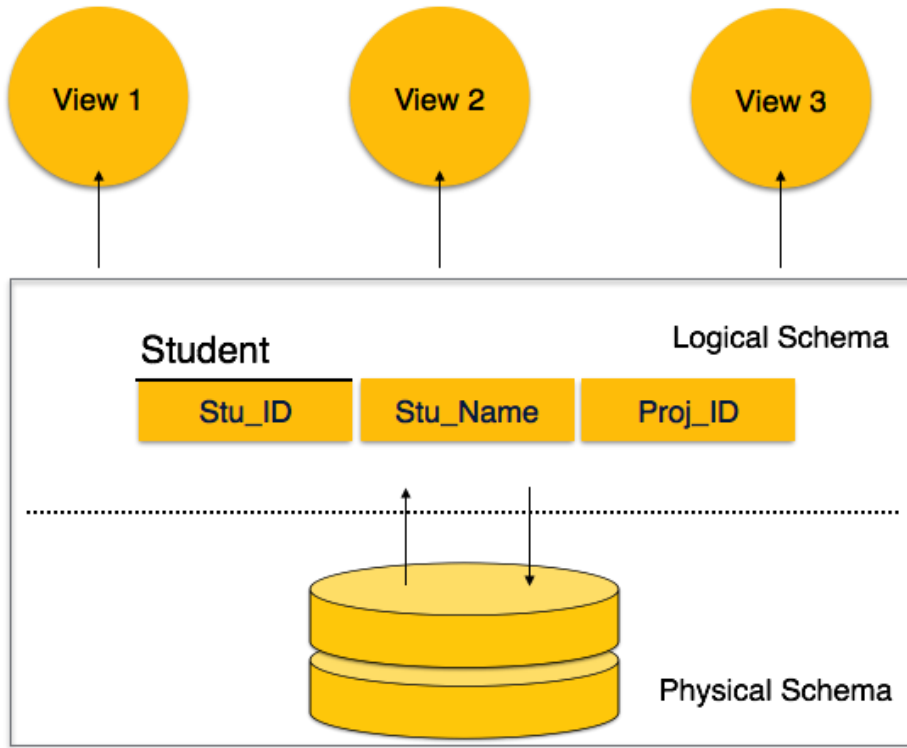 View 1
View 2
View 3
Logical Schema
Student
Stu_ID
Stu_Name
Proj_ID
Physical Schema